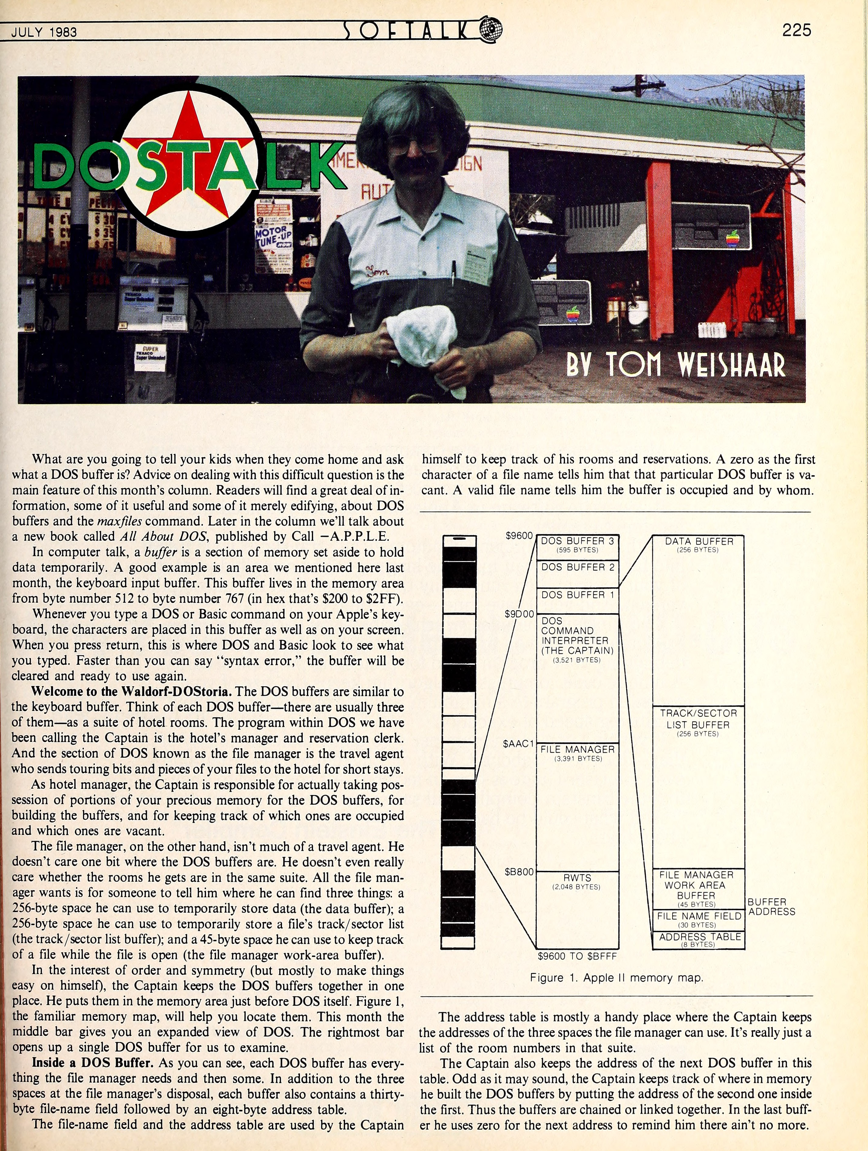 JULY 1983
SOFTALK
225
DOSTALK
SIGN
AUTO
MOTOR
TUNE-UP
Tom
SUPER
TEXACO
Super Unleaded
BY TOM WEISHAAR
What are you going to tell your kids when they come home and ask
what a DOS buffer is? Advice on dealing with this difficult question is the
main feature of this month's column. Readers will find a great deal of in-
formation, some of it useful and some of it merely edifying, about DOS
buffers and the maxfiles command. Later in the column we'll talk about
a new book called All About DOS, published by Call —A.P.P.L.E.
In computer talk, a buffer is a section of memory set aside to hold
data temporarily. A good example is an area we mentioned here last
month, the keyboard input buffer. This buffer lives in the memory area
from byte number 512 to byte number 767 (in hex that's $200 to $2FF).
Whenever you type a DOS or Basic command on your Apple's key-
board, the characters are placed in this buffer as well as on your screen.
When you press return, this is where DOS and Basic look to see what
you typed. Faster than you can say "syntax error," the buffer will be
cleared and ready to use again.
Welcome to the Waldorf-DOStoria. The DOS buffers are similar to
the keyboard buffer. Think of each DOS buffer—there are usually three
of them—as a suite of hotel rooms. The program within DOS we have
been calling the Captain is the hotel's manager and reservation clerk.
And the section of DOS known as the file manager is the travel agent
who sends touring bits and pieces of your files to the hotel for short stays.
As hotel manager, the Captain is responsible for actually taking pos-
session of portions of your precious memory for the DOS buffers, for
building the buffers, and for keeping track of which ones are occupied
and which ones are vacant.
The file manager, on the other hand, isn't much of a travel agent. He
doesn't care one bit where the DOS buffers are. He doesn't even really
care whether the rooms he gets are in the same suite. All the file man-
ager wants is for someone to tell him where he can find three things: a
256-byte space he can use to temporarily store data (the data buffer); a
256-byte space he can use to temporarily store a file's track/sector list
(the track/sector list buffer); and a 45-byte space he can use to keep track
of a file while the file is open (the file manager work-area buffer).
In the interest of order and symmetry (but mostly to make things
easy on himself), the Captain keeps the DOS buffers together in one
place. He puts them in the memory area just before DOS itself. Figure 1,
the familiar memory map, will help you locate them. This month the
middle bar gives you an expanded view of DOS. The rightmost bar
opens up a single DOS buffer for us to examine.
Inside a DOS Buffer. As you can see, each DOS buffer has every-
thing the file manager needs and then some. In addition to the three
spaces at the file manager's disposal, each buffer also contains a thirty-
byte file-name field followed by an eight-byte address table.
The file-name field and the address table are used by the Captain
himself to keep track of his rooms and reservations. A zero as the first
character of a file name tells him that that particular DOS buffer is va-
cant. A valid file name tells him the buffer is occupied and by whom.
$9600
DOS BUFFER 3
(595 BYTES)
DOS BUFFER 2
DOS BUFFER 1
$9D00
DOS
COMMAND
INTERPRETER
(THE CAPTAIN)
(3,521 BYTES)
$AAC1
FILE MANAGER
(3,391 BYTES)
$B800
RWTS
(2,048 BYTES)
$9600 TO $BFFF
DATA BUFFER
(256 BYTES)
TRACK/SECTOR
LIST BUFFER
(256 BYTES)
FILE MANAGER
WORK AREA
BUFFER
(45 BYTES)
FILE NAME FIELD
(30 BYTES)
ADDRESS TABLE
(8 BYTES)
BUFFER
ADDRESS
Figure 1. Apple II memory map.
The address table is mostly a handy place where the Captain keeps
the addresses of the three spaces the file manager can use. It's really just a
list of the room numbers in that suite.
The Captain also keeps the address of the next DOS buffer in this
table. Odd as it may sound, the Captain keeps track of where in memory
he built the DOS buffers by putting the address of the second one inside
the first. Thus the buffers are chained or linked together. In the last buff-
er he uses zero for the next address to remind him there ain't no more.